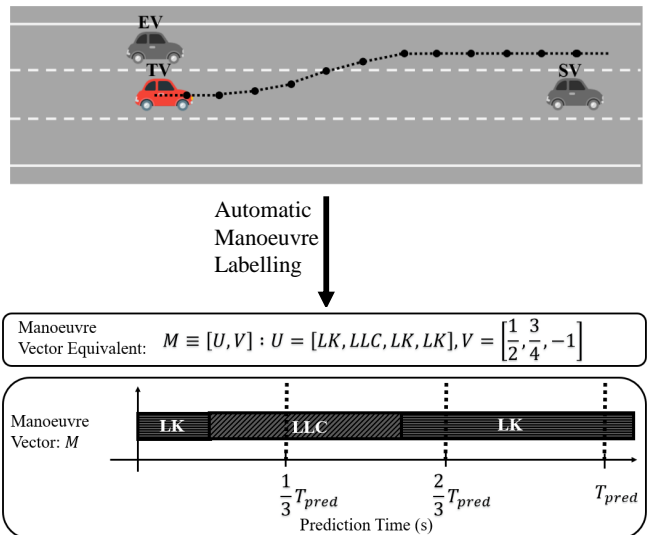 EV
TV
SV
Automatic
Manoeuvre
Labelling
Manoeuvre
Vector Equivalent: M ≡ [U, V] : U = [LK, LLC, LK, LK], V = [1/2, 3/4, −1]
Manoeuvre
Vector: M
LK LLC LK
1/3 T_pred 2/3 T_pred T_pred
Prediction Time (s)